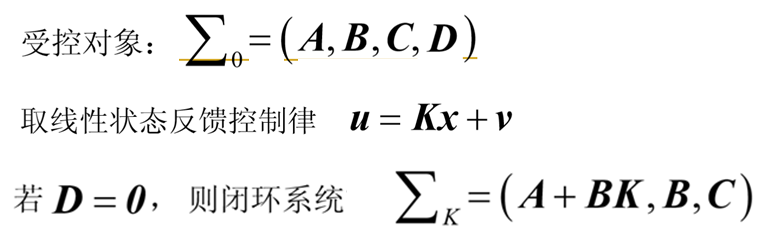 受控对象： ∑₀=(A,B,C,D)
取线性状态反馈控制律 u = Kx + v
若 D = 0， 则闭环系统 ∑_K=(A + BK,B,C)